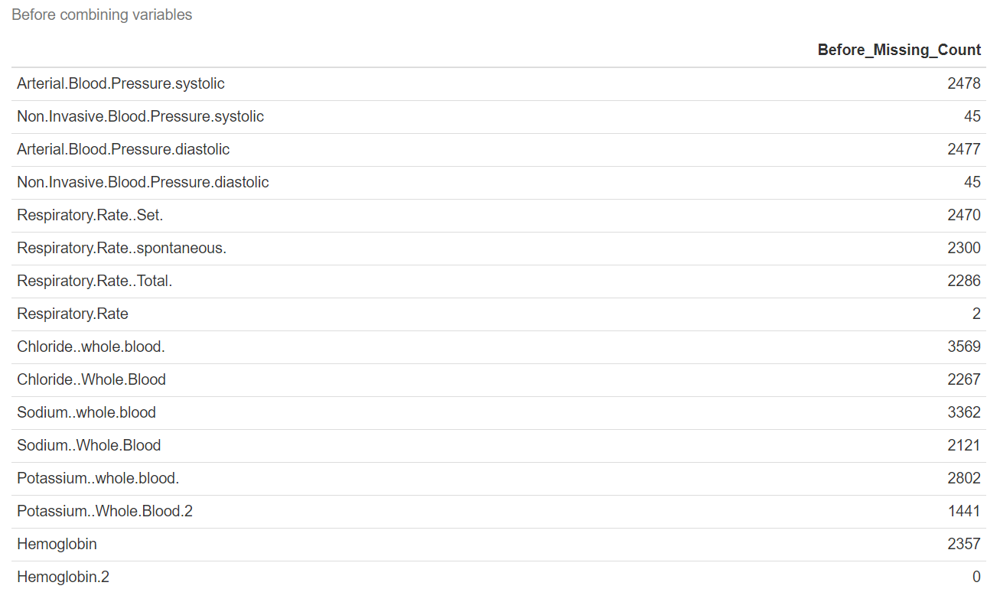 Before combining variables
Before_Missing_Count
Arterial.Blood.Pressure.systolic 2478
Non.Invasive.Blood.Pressure.systolic 45
Arterial.Blood.Pressure.diastolic 2477
Non.Invasive.Blood.Pressure.diastolic 45
Respiratory.Rate..Set. 2470
Respiratory.Rate..spontaneous. 2300
Respiratory.Rate..Total. 2286
Respiratory.Rate 2
Chloride..whole.blood. 3569
Chloride..Whole.Blood 2267
Sodium..whole.blood 3362
Sodium..Whole.Blood 2121
Potassium..whole.blood. 2802
Potassium..Whole.Blood.2 1441
Hemoglobin 2357
Hemoglobin.2 0